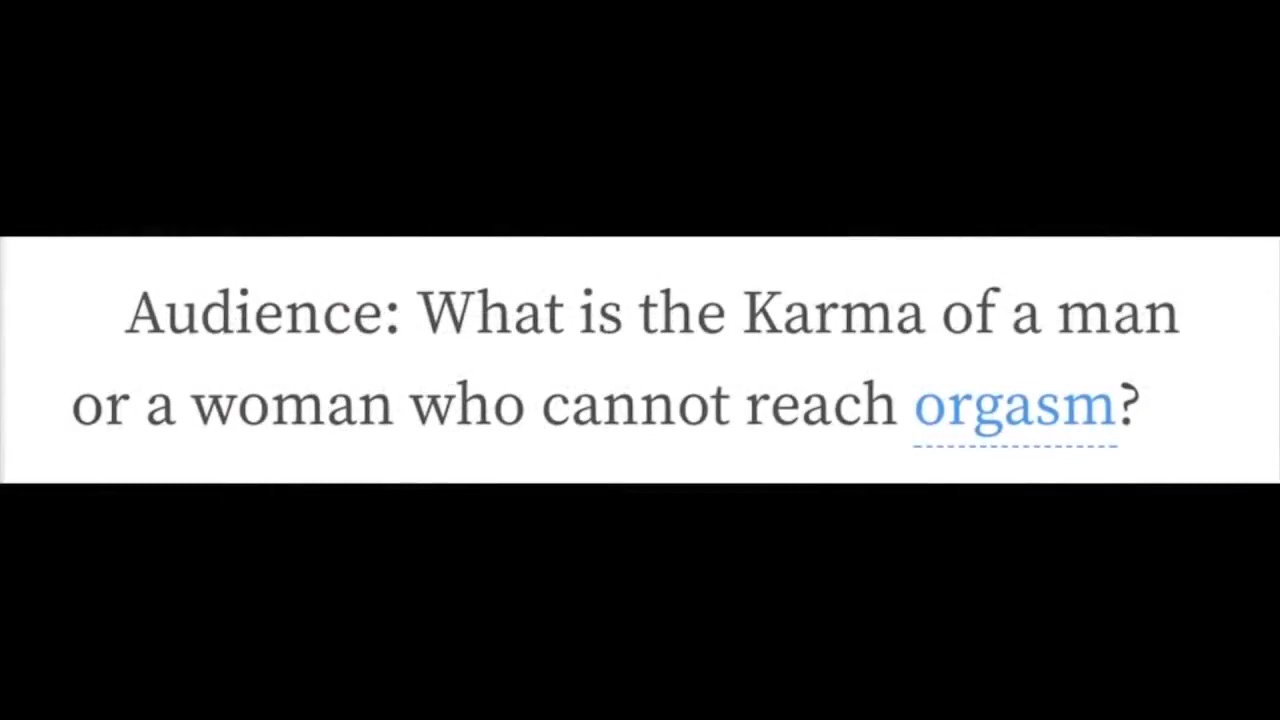 Audience: What is the Karma of a man
or a woman who cannot reach orgasm?